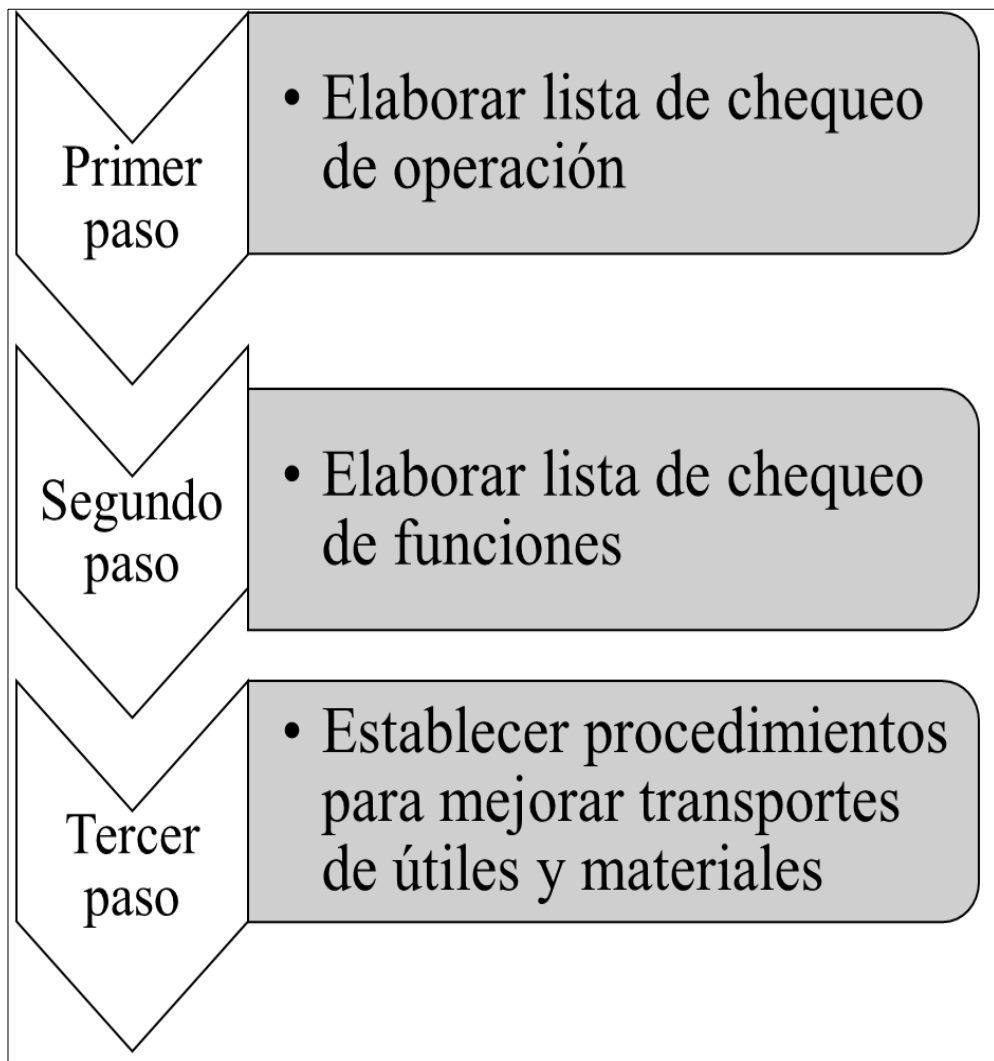 Primer
paso
• Elaborar lista de chequeo
de operación
Segundo
paso
• Elaborar lista de chequeo
de funciones
Tercer
paso
• Establecer procedimientos
para mejorar transportes
de útiles y materiales